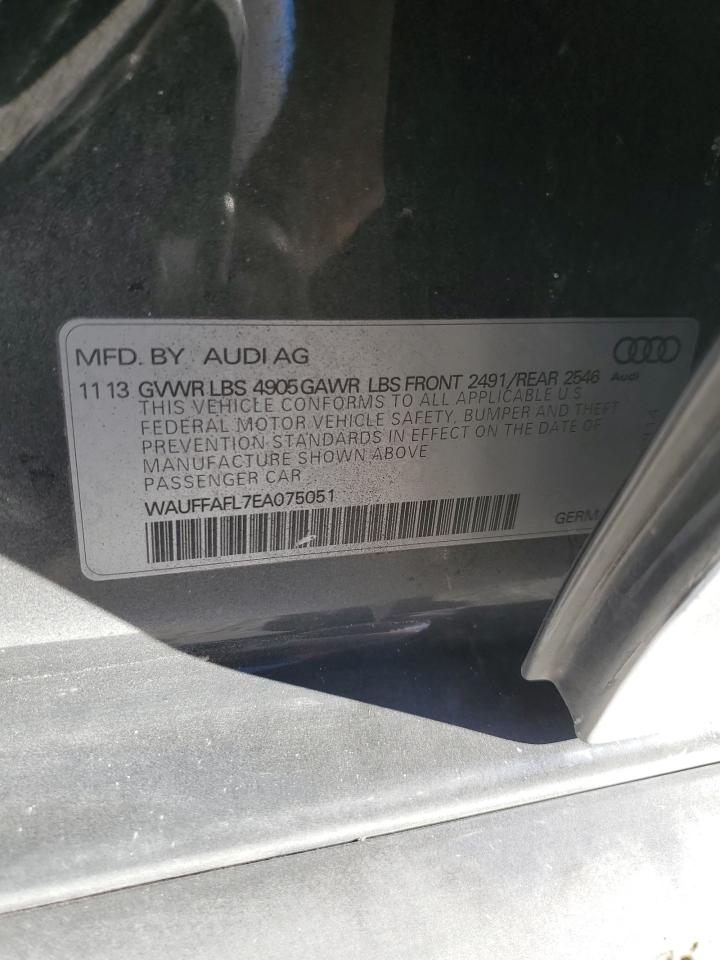 MFD. BY AUDI AG
11 13 GVWR LBS 4905 GAWR LBS FRONT 2491/REAR 2546
Audi
THIS VEHICLE CONFORMS TO ALL APPLICABLE U.S
FEDERAL MOTOR VEHICLE SAFETY, BUMPER AND THEFT
PREVENTION STANDARDS IN EFFECT ON THE DATE OF
MANUFACTURE SHOWN ABOVE
PASSENGER CAR
WAUFFAFL7EA075051
GERM